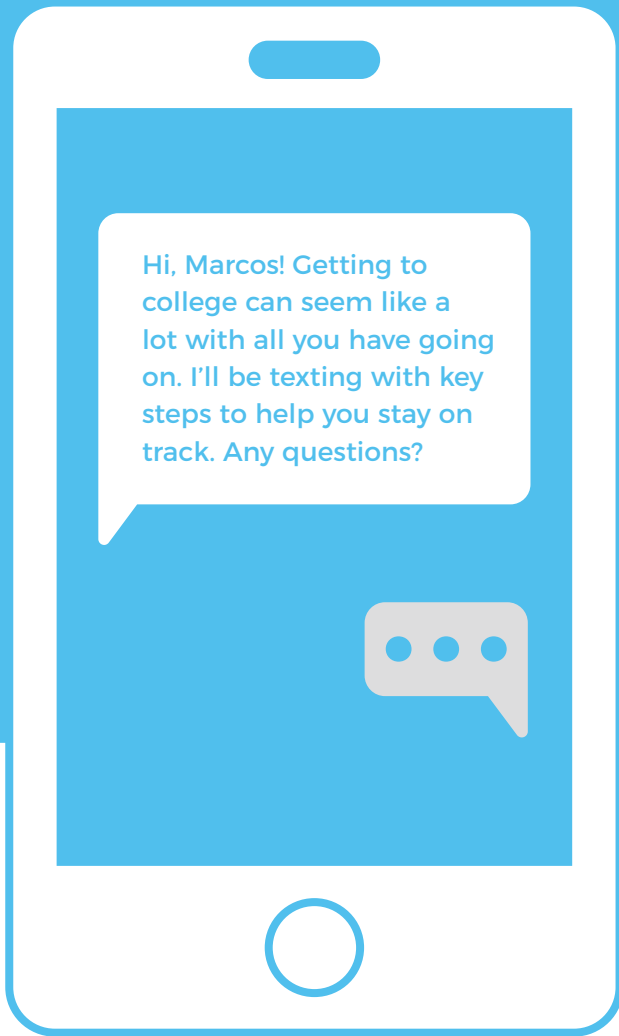 Hi, Marcos! Getting to
college can seem like a
lot with all you have going
on. I’ll be texting with key
steps to help you stay on
track. Any questions?